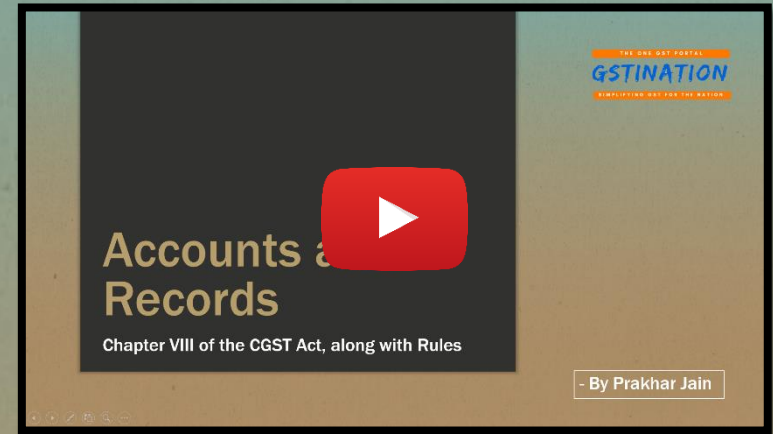 THE ONE GST PORTAL
GSTINATION
SIMPLIFYING GST FOR THE NATION
Accounts a
Records
Chapter VIII of the CGST Act, along with Rules
- By Prakhar Jain